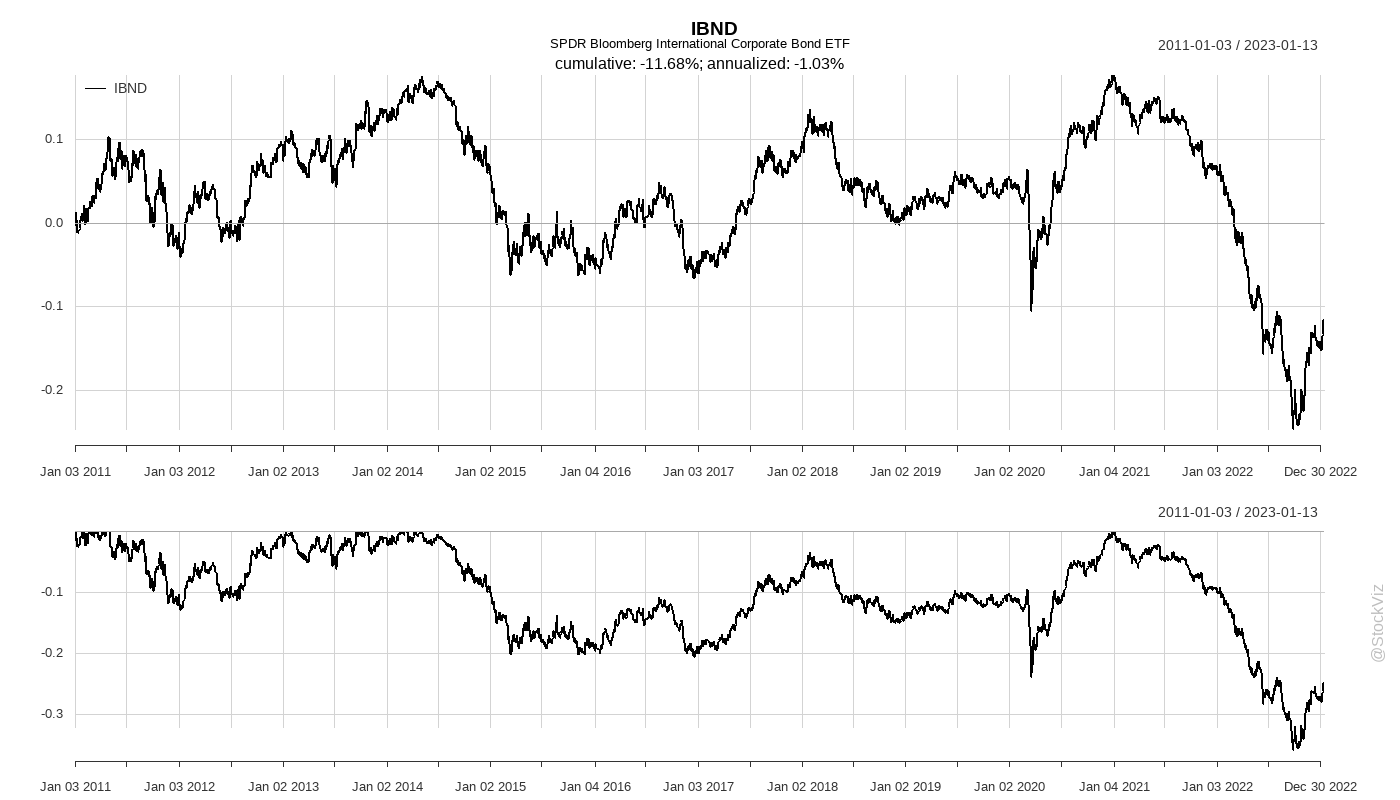 IBND
SPDR Bloomberg International Corporate Bond ETF
2011-01-03 / 2023-01-13
cumulative: -11.68%; annualized: -1.03%
IBND
0.1
0.0
-0.1
-0.2
Jan 03 2011 Jan 03 2012 Jan 02 2013 Jan 02 2014 Jan 02 2015 Jan 04 2016 Jan 03 2017 Jan 02 2018 Jan 02 2019 Jan 02 2020 Jan 04 2021 Jan 03 2022 Dec 30 2022
2011-01-03 / 2023-01-13
-0.1
-0.2
-0.3
Jan 03 2011 Jan 03 2012 Jan 02 2013 Jan 02 2014 Jan 02 2015 Jan 04 2016 Jan 03 2017 Jan 02 2018 Jan 02 2019 Jan 02 2020 Jan 04 2021 Jan 03 2022 Dec 30 2022
@StockViz